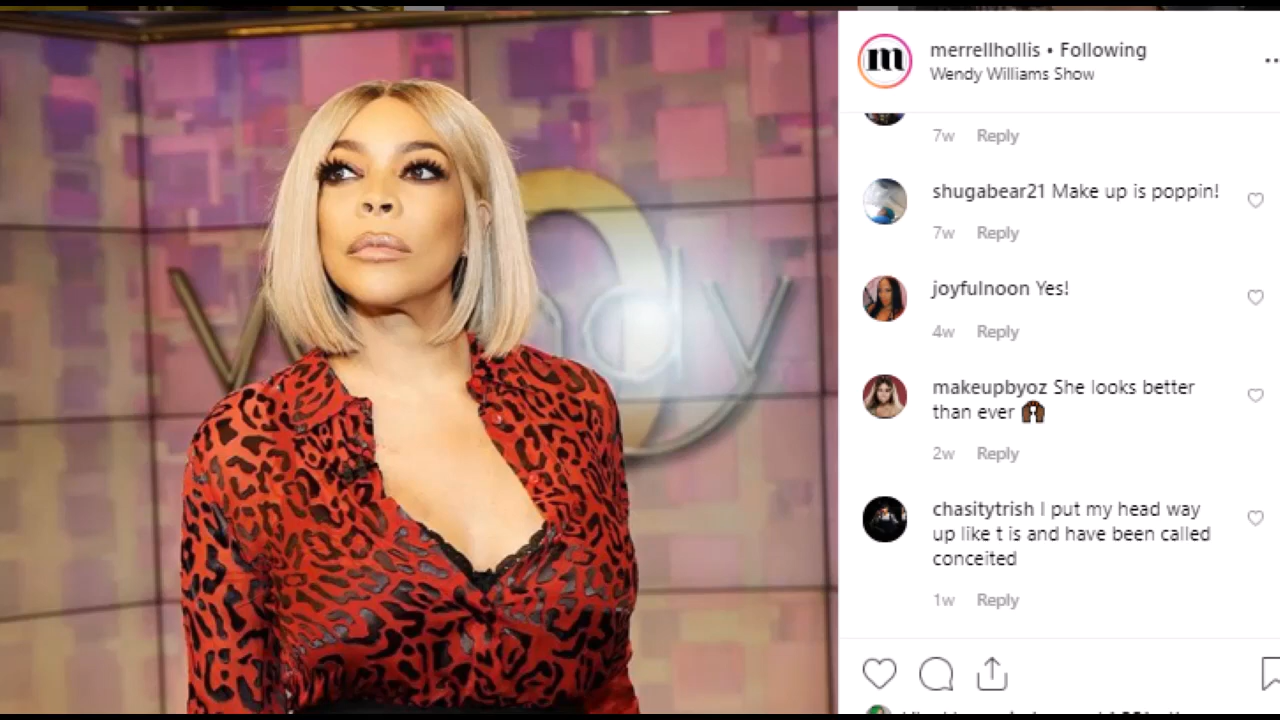 wendy
m
merrellhollis • Following
Wendy Williams Show
7w Reply
shugabear21 Make up is poppin!
7w Reply
joyfulnoon Yes!
4w Reply
makeupbyoz She looks better
than ever
2w Reply
chasitytrish I put my head way
up like t is and have been called
conceited
1w Reply